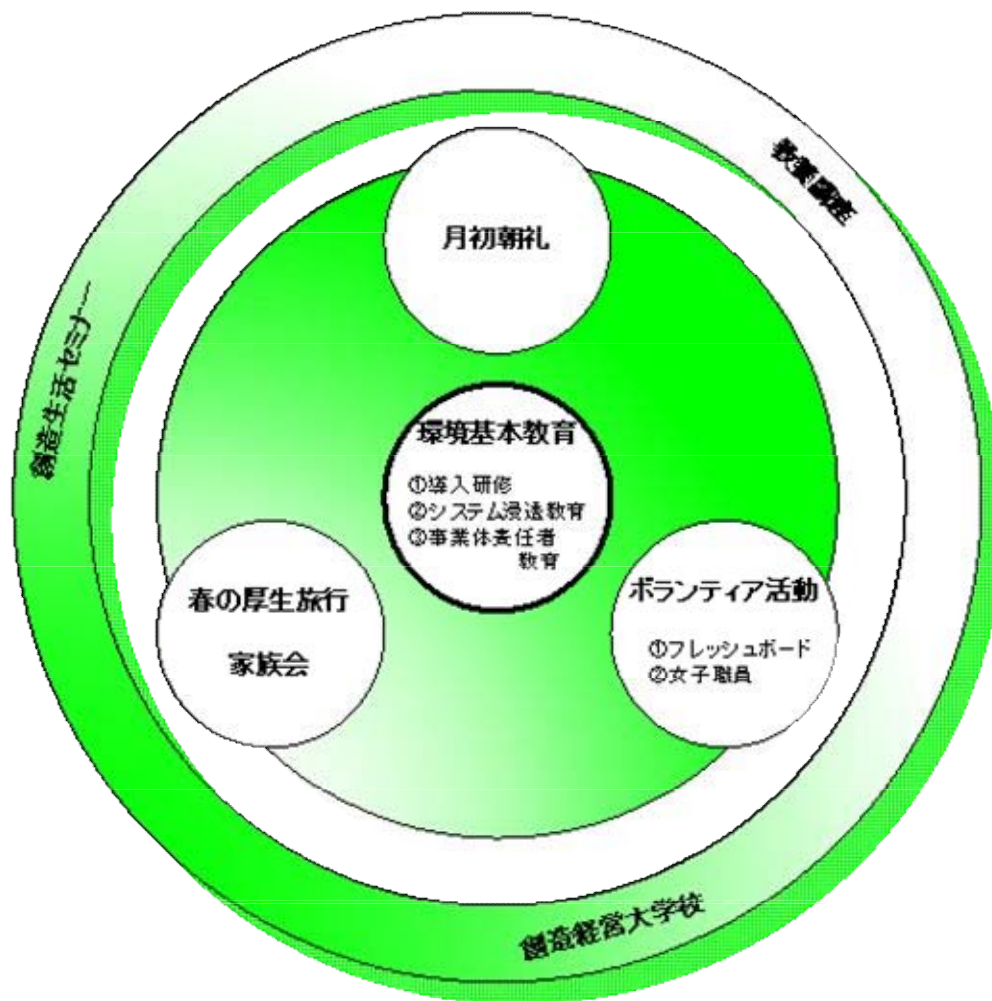 教養講座
月初朝礼
創造生活セミナー
環境基本教育
①導入研修
②システム浸透教育
③事業体責任者
教育
春の厚生旅行
家族会
ボランティア活動
①フレッシュボード
②女子職員
創造経営大学校